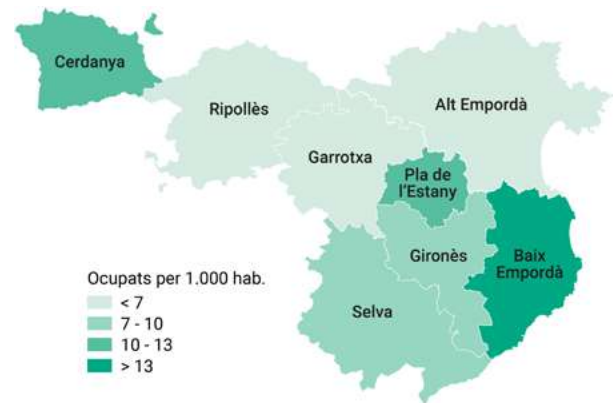 Cerdanya
Ripollès
Alt Empordà
Garrotxa
Pla de
l'Estany
Gironès
Baix
Empordà
Selva
Ocupats per 1.000 hab.
< 7
7 - 10
10 - 13
> 13